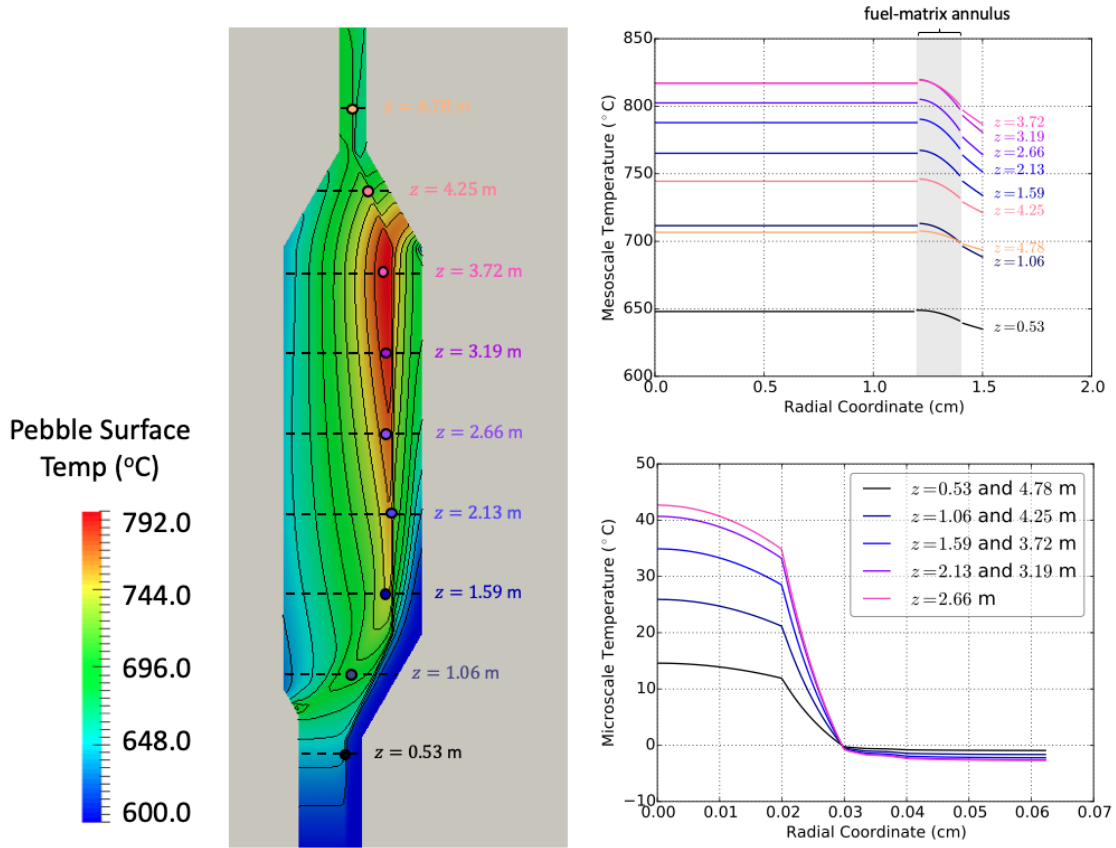 Pebble Surface
Temp (°C)
792.0
744.0
696.0
648.0
600.0
z = 4.78 m
z = 4.25 m
z = 3.72 m
z = 3.19 m
z = 2.66 m
z = 2.13 m
z = 1.59 m
z = 1.06 m
z = 0.53 m
fuel-matrix annulus
Mesoscale Temperature (°C)
850
800
750
700
650
600
z=3.72
z=3.19
z=2.66
z=2.13
z=1.59
z=4.25
z=4.78
z=1.06
z=0.53
0.0 0.5 1.0 1.5 2.0
Radial Coordinate (cm)
Microscale Temperature (°C)
50
40
30
20
10
0
−10
z=0.53 and 4.78 m
z=1.06 and 4.25 m
z=1.59 and 3.72 m
z=2.13 and 3.19 m
z=2.66 m
0.00 0.01 0.02 0.03 0.04 0.05 0.06 0.07
Radial Coordinate (cm)